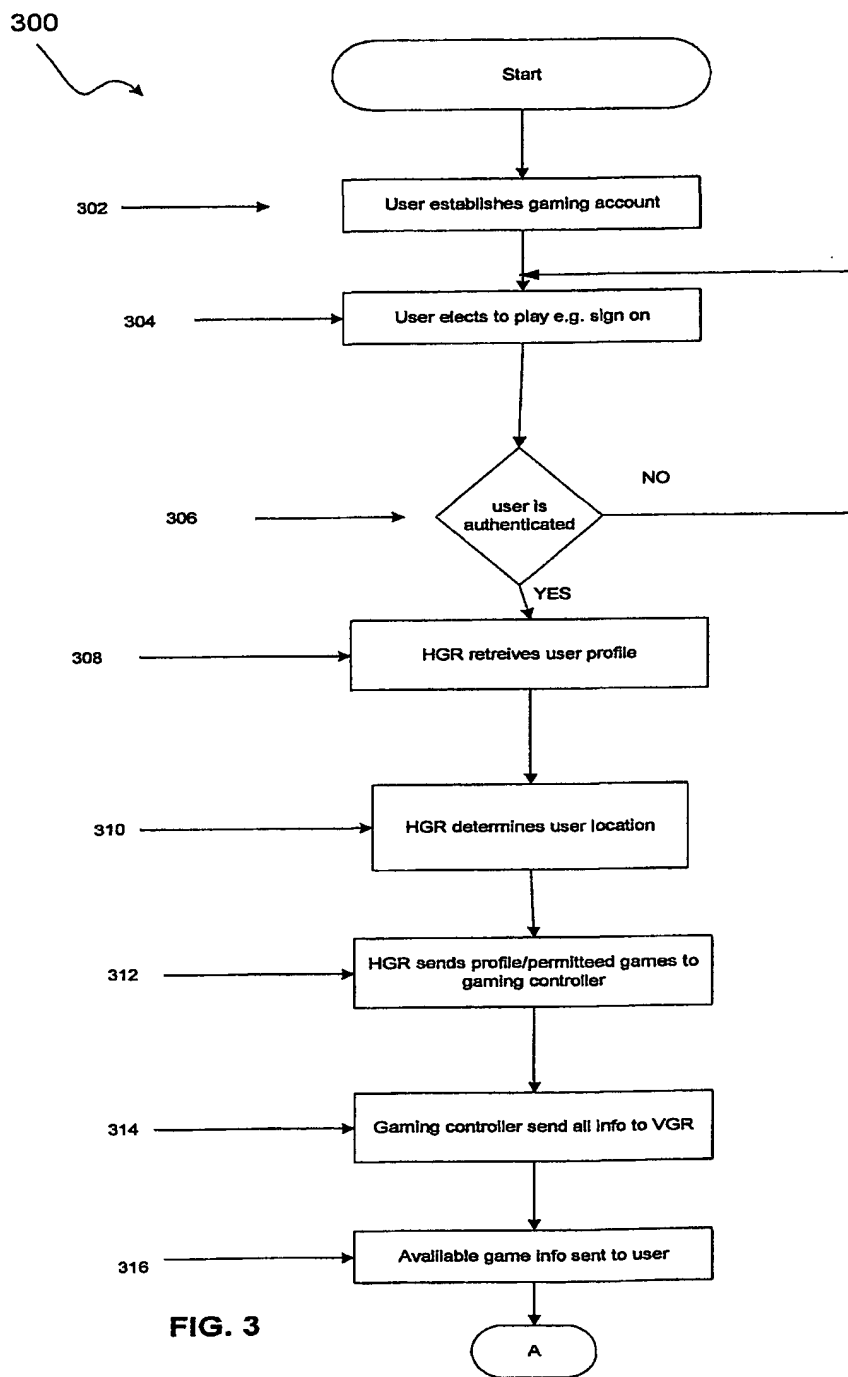 300
Start
302
User establishes gaming account
304
User elects to play e.g. sign on
NO
306
user is
authenticated
YES
308
HGR retreives user profile
310
HGR determines user location
312
HGR sends profile/permitteed games to
gaming controller
314
Gaming controller send all info to VGR
316
Available game info sent to user
FIG. 3
A